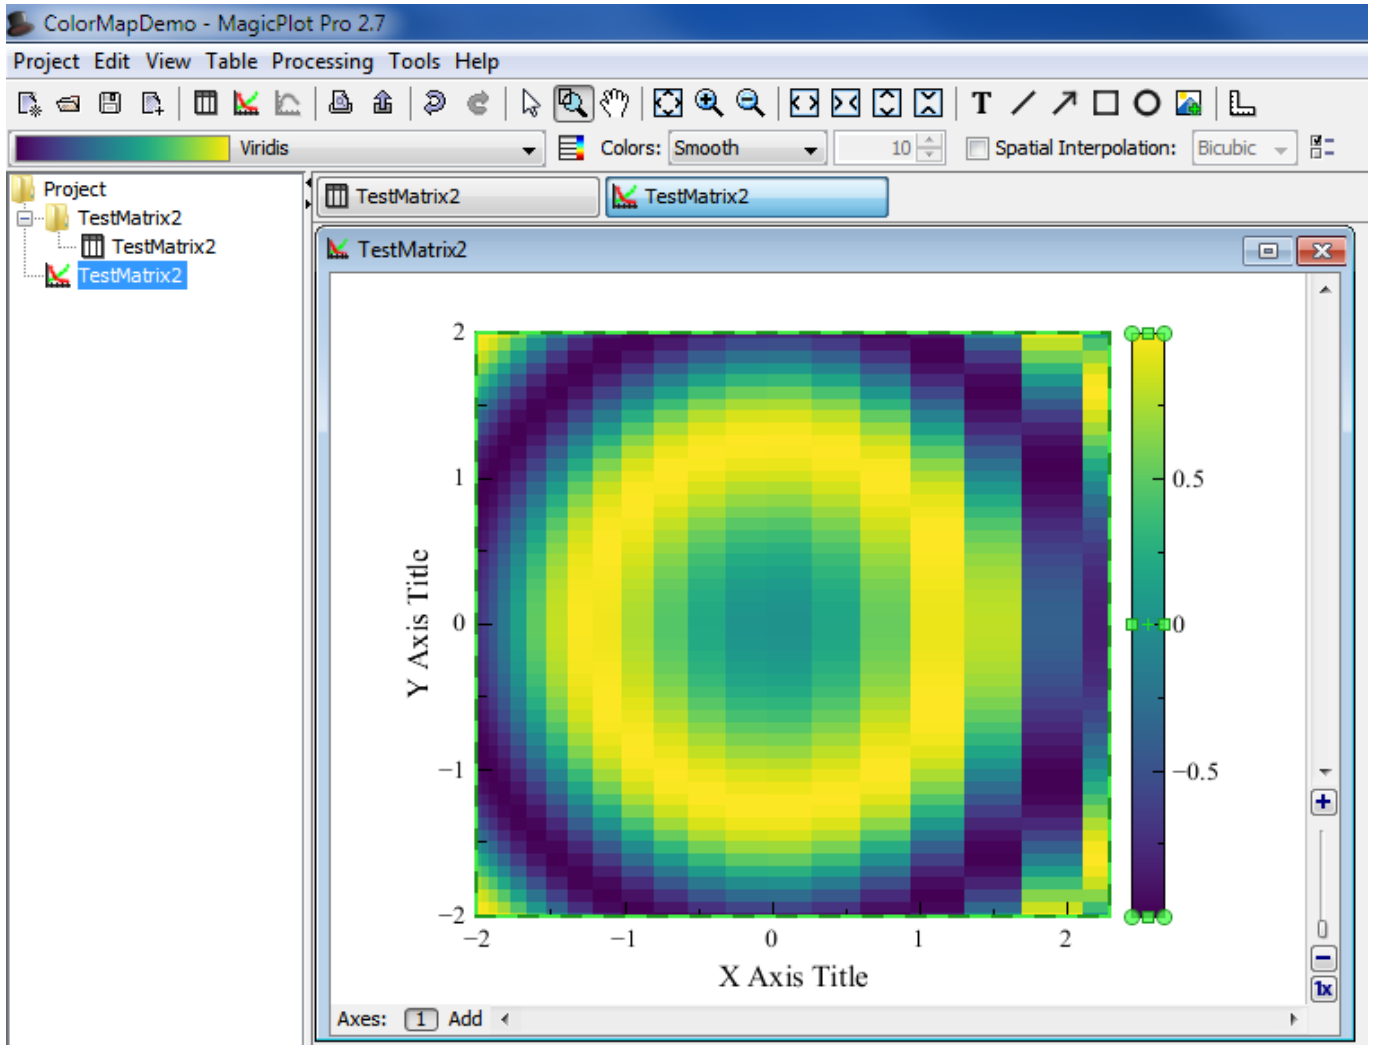 ColorMapDemo - MagicPlot Pro 2.7
Project Edit View Table Processing Tools Help
T
Viridis Colors: Smooth 10 Spatial Interpolation: Bicubic
Project
TestMatrix2
TestMatrix2
TestMatrix2
TestMatrix2 TestMatrix2
TestMatrix2
2
1
0
−1
−2
Y Axis Title
−2 −1 0 1 2
X Axis Title
0.5
0
−0.5
1x
Axes: 1 Add